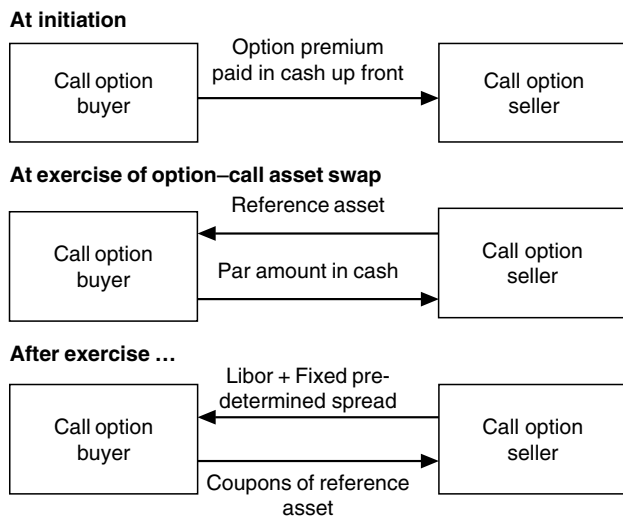 At initiation
Option premium
paid in cash up front
Call option
buyer
Call option
seller
At exercise of option–call asset swap
Reference asset
Call option
buyer
Call option
seller
Par amount in cash
After exercise ...
Libor + Fixed pre-
determined spread
Call option
buyer
Call option
seller
Coupons of reference
asset